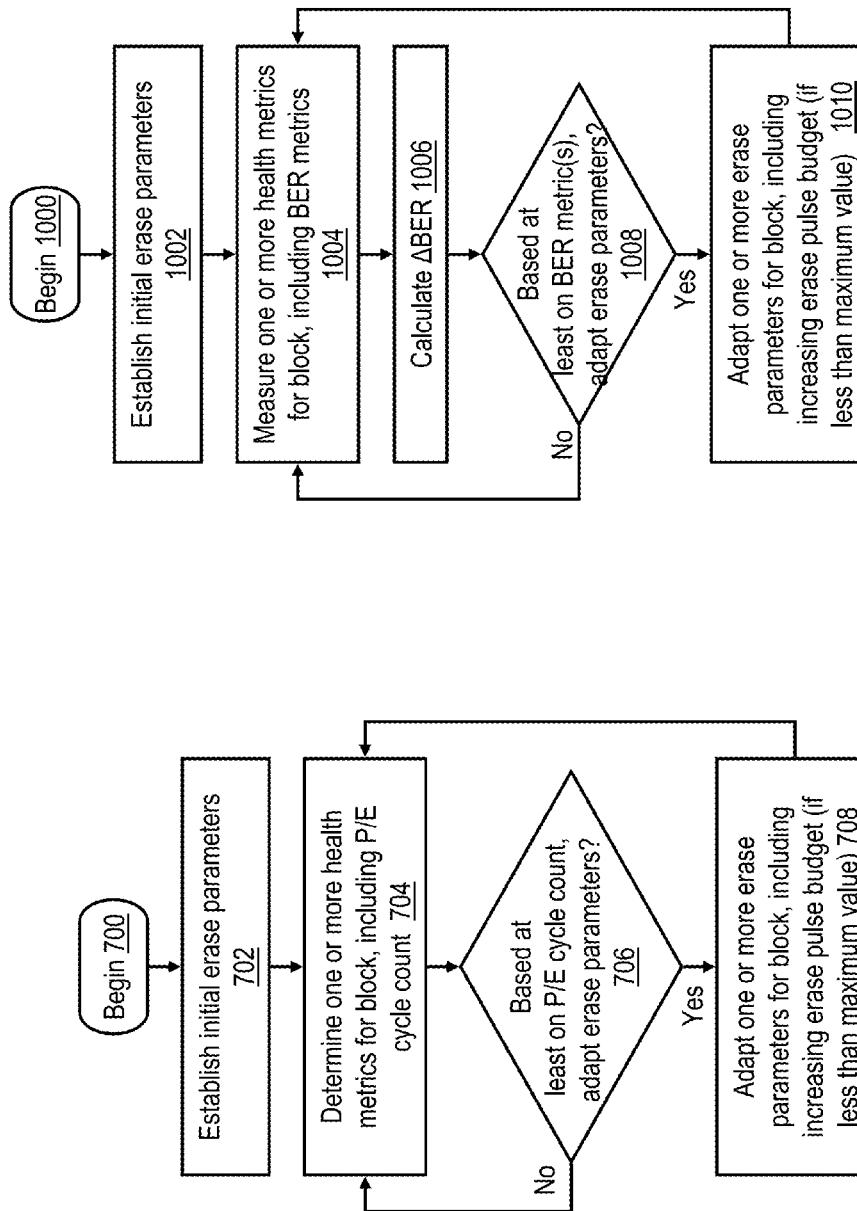 Begin 700
Establish initial erase parameters
702
Determine one or more health
metrics for block, including P/E
cycle count 704
Based at
least on P/E cycle count,
adapt erase parameters?
706
No
Yes
Adapt one or more erase
parameters for block, including
increasing erase pulse budget (if
less than maximum value) 708
Begin 1000
Establish initial erase parameters
1002
Measure one or more health metrics
for block, including BER metrics
1004
Calculate ΔBER 1006
Based at
least on BER metric(s),
adapt erase parameters?
1008
No
Yes
Adapt one or more erase
parameters for block, including
increasing erase pulse budget (if
less than maximum value) 1010